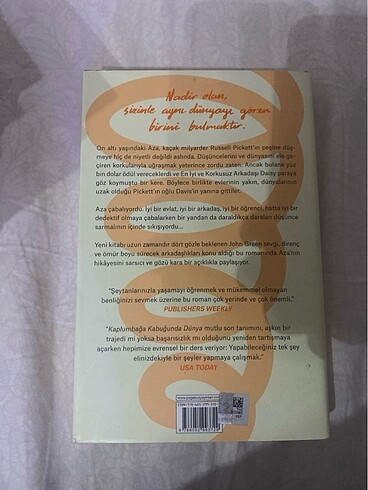 Nadir olan,
sizinle aynı dünyayı gören
birini bulmaktır.
On altı yaşındaki Aza, kaçak milyarder Russell Pickett'ın peşine düş-
meye hiç de niyetli değildi aslında. Düşüncelerini ve dünyasını ele ge-
çiren korkularıyla uğraşmak yeterince zordu zaten. Ancak bulana yüz
bin dolar ödül vereceklerdi ve En İyi ve Korkusuz Arkadaşı Daisy paraya
göz koymuştu bir kere. Böylece birlikte evlerinin yakın, dünyalarının
uzak olduğu Pickett'ın oğlu Davis'in yanına gittiler.
Aza çabalıyordu. İyi bir evlat, iyi bir arkadaş, iyi bir öğrenci, hatta iyi bir
dedektif olmaya çabalarken bir yandan da daraldıkça daralan düşünce
sarmalının içinde sıkışıyordu...
Yeni kitabı uzun zamandır dört gözle beklenen John Green sevgi, direnç
ve ömür boyu sürecek arkadaşlıkları konu aldığı bu romanında Aza'nın
hikâyesini sarsıcı ve gözü kara bir açıklıkla paylaşıyor.
"Şeytanlarınızla yaşamayı öğrenmek ve mükemmel olmayan
benliğinizi sevmek üzerine bu roman çok yerinde ve çok önemli."
PUBLISHERS WEEKLY
"Kaplumbağa Kabuğunda Dünya mutlu son tanımını, aşkın bir
trajedi mi yoksa başarısızlık mı olduğunu yeniden tartışmaya
açarken hepimize evrensel bir ders veriyor: Yapabileceğiniz tek şey
elinizdekiyle bir şeyler yapmaya çalışmak."
USA TODAY